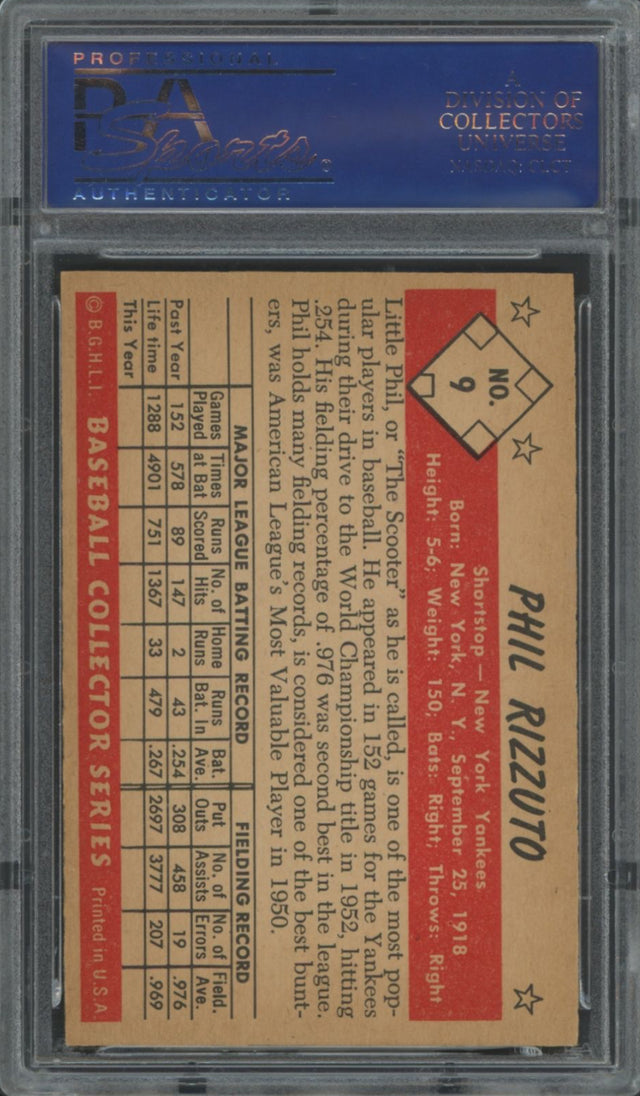 PROFESSIONAL
PSA
Sports
AUTHENTICATOR
A
DIVISION OF
COLLECTORS
UNIVERSE
NASDAQ: CLCT
NO.
9
PHIL RIZZUTO
Shortstop — New York Yankees
Born: New York, N. Y., September 25, 1918
Height: 5-6; Weight: 150; Bats: Right; Throws: Right
Little Phil, or "The Scooter" as he is called, is one of the most pop-
ular players in baseball. He appeared in 152 games for the Yankees
during their drive to the World Championship title in 1952, hitting
.254. His fielding percentage of .976 was second best in the league.
Phil holds many fielding records, is considered one of the best bunt-
ers, was American League's Most Valuable Player in 1950.
MAJOR LEAGUE BATTING RECORD FIELDING RECORD
Games Times Runs No. of Home Runs Bat. Put No. of No. of Field.
Played at Bat Scored Hits Runs Bat. In Ave. Outs Assists Errors Ave.
Past Year 152 578 89 147 2 43 .254 308 458 19 .976
Life time 1288 4901 751 1367 33 479 .267 2697 3777 207 .969
This Year
© B.G.H.L.I. BASEBALL COLLECTOR SERIES Printed in U.S.A